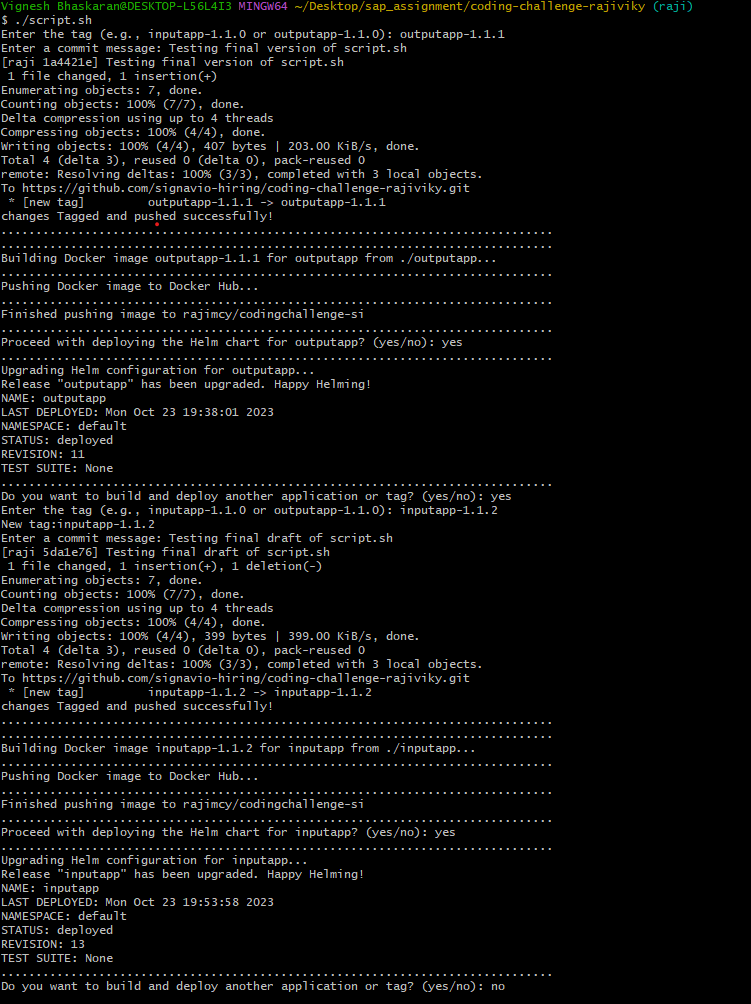 Vignesh Bhaskaran@DESKTOP-L56L4I3 MINGW64 ~/Desktop/sap_assignment/coding-challenge-rajiviky (raji)
$ ./script.sh
Enter the tag (e.g., inputapp-1.1.0 or outputapp-1.1.0): outputapp-1.1.1
Enter a commit message: Testing final version of script.sh
[raji 1a4421e] Testing final version of script.sh
 1 file changed, 1 insertion(+)
Enumerating objects: 7, done.
Counting objects: 100% (7/7), done.
Delta compression using up to 4 threads
Compressing objects: 100% (4/4), done.
Writing objects: 100% (4/4), 407 bytes | 203.00 KiB/s, done.
Total 4 (delta 3), reused 0 (delta 0), pack-reused 0
remote: Resolving deltas: 100% (3/3), completed with 3 local objects.
To https://github.com/signavio-hiring/coding-challenge-rajiviky.git
 * [new tag]         outputapp-1.1.1 -> outputapp-1.1.1
changes Tagged and pushed successfully!
...............................................................................
...............................................................................
Building Docker image outputapp-1.1.1 for outputapp from ./outputapp...
...............................................................................
Pushing Docker image to Docker Hub...
...............................................................................
Finished pushing image to rajimcy/codingchallenge-si
...............................................................................
Proceed with deploying the Helm chart for outputapp? (yes/no): yes
...............................................................................
Upgrading Helm configuration for outputapp...
Release "outputapp" has been upgraded. Happy Helming!
NAME: outputapp
LAST DEPLOYED: Mon Oct 23 19:38:01 2023
NAMESPACE: default
STATUS: deployed
REVISION: 11
TEST SUITE: None
...............................................................................
Do you want to build and deploy another application or tag? (yes/no): yes
Enter the tag (e.g., inputapp-1.1.0 or outputapp-1.1.0): inputapp-1.1.2
New tag:inputapp-1.1.2
Enter a commit message: Testing final draft of script.sh
[raji 5da1e76] Testing final draft of script.sh
 1 file changed, 1 insertion(+), 1 deletion(-)
Enumerating objects: 7, done.
Counting objects: 100% (7/7), done.
Delta compression using up to 4 threads
Compressing objects: 100% (4/4), done.
Writing objects: 100% (4/4), 399 bytes | 399.00 KiB/s, done.
Total 4 (delta 3), reused 0 (delta 0), pack-reused 0
remote: Resolving deltas: 100% (3/3), completed with 3 local objects.
To https://github.com/signavio-hiring/coding-challenge-rajiviky.git
 * [new tag]         inputapp-1.1.2 -> inputapp-1.1.2
changes Tagged and pushed successfully!
...............................................................................
...............................................................................
Building Docker image inputapp-1.1.2 for inputapp from ./inputapp...
...............................................................................
Pushing Docker image to Docker Hub...
...............................................................................
Finished pushing image to rajimcy/codingchallenge-si
...............................................................................
Proceed with deploying the Helm chart for inputapp? (yes/no): yes
...............................................................................
Upgrading Helm configuration for inputapp...
Release "inputapp" has been upgraded. Happy Helming!
NAME: inputapp
LAST DEPLOYED: Mon Oct 23 19:53:58 2023
NAMESPACE: default
STATUS: deployed
REVISION: 13
TEST SUITE: None
...............................................................................
Do you want to build and deploy another application or tag? (yes/no): no